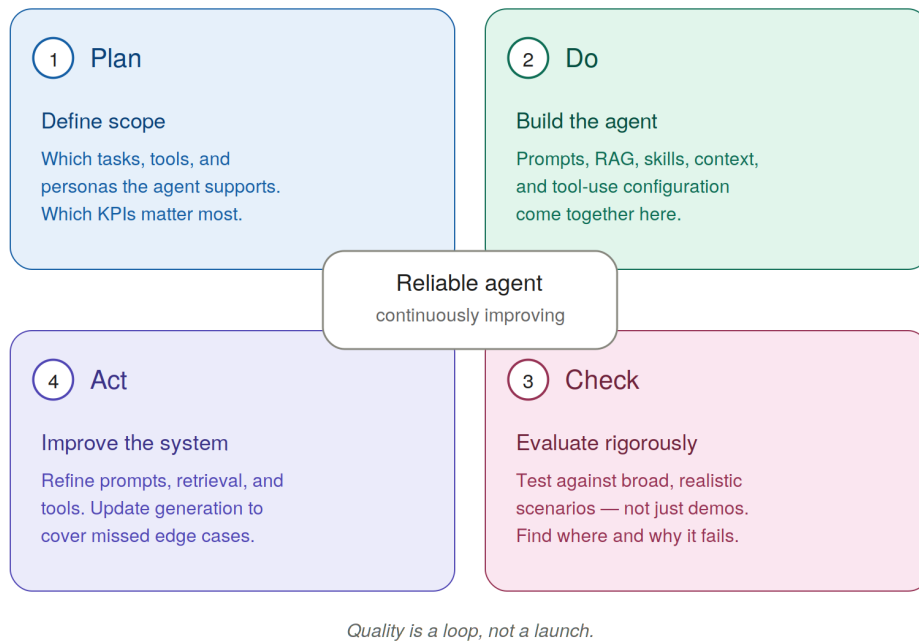 1 Plan
Define scope
Which tasks, tools, and
personas the agent supports.
Which KPIs matter most.
2 Do
Build the agent
Prompts, RAG, skills, context,
and tool-use configuration
come together here.
Reliable agent
continuously improving
4 Act
Improve the system
Refine prompts, retrieval, and
tools. Update generation to
cover missed edge cases.
3 Check
Evaluate rigorously
Test against broad, realistic
scenarios — not just demos.
Find where and why it fails.
Quality is a loop, not a launch.